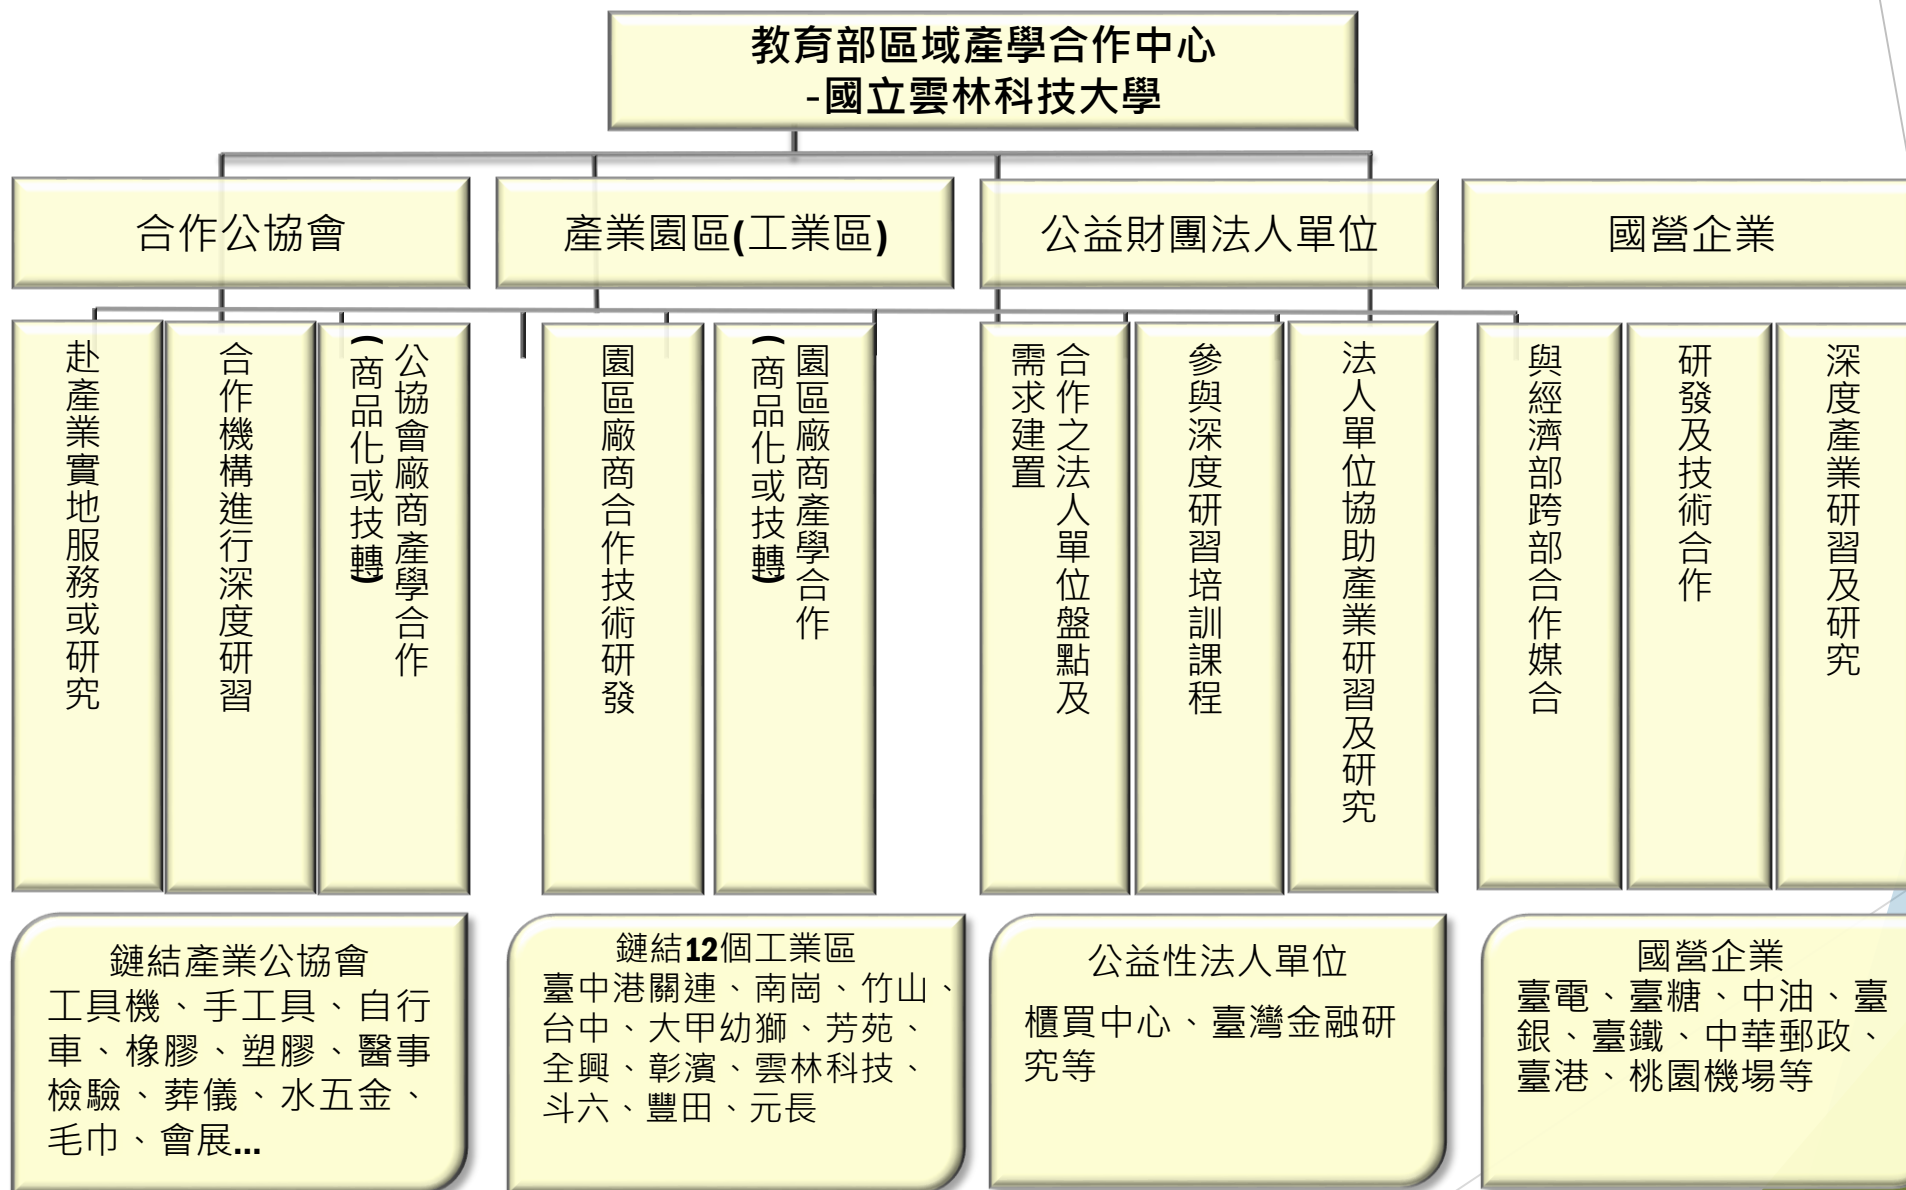 教育部區域產學合作中心
-國立雲林科技大學
合作公協會
產業園區(工業區)
公益財團法人單位
國營企業
赴產業實地服務或研究
合作機構進行深度研習
公協會廠商產學合作
(商品化或技轉)
園區廠商合作技術研發
園區廠商產學合作
(商品化或技轉)
合作之法人單位盤點及
需求建置
參與深度研習培訓課程
法人單位協助產業研習及研究
與經濟部跨部合作媒合
研發及技術合作
深度產業研習及研究
鏈結產業公協會
工具機、手工具、自行
車、橡膠、塑膠、醫事
檢驗、葬儀、水五金、
毛巾、會展...
鏈結12個工業區
臺中港關連、南崗、竹山、
台中、大甲幼獅、芳苑、
全興、彰濱、雲林科技、
斗六、豐田、元長
公益性法人單位
櫃買中心、臺灣金融研
究等
國營企業
臺電、臺糖、中油、臺
銀、臺鐵、中華郵政、
臺港、桃園機場等